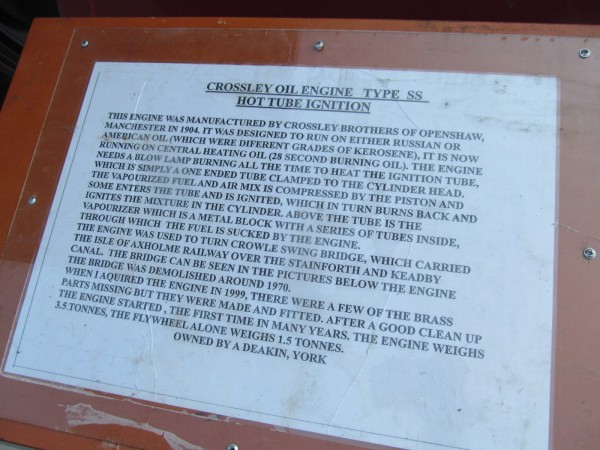 CROSSLEY OIL ENGINE TYPE SS
HOT TUBE IGNITION
THIS ENGINE WAS MANUFACTURED BY CROSSLEY BROTHERS OF OPENSHAW,
MANCHESTER IN 1904. IT WAS DESIGNED TO RUN ON EITHER RUSSIAN OR
AMERICAN OIL (WHICH WERE DIFERENT GRADES OF KEROSENE), IT IS NOW
RUNNING ON CENTRAL HEATING OIL (28 SECOND BURNING OIL). THE ENGINE
NEEDS A BLOW LAMP BURNING ALL THE TIME TO HEAT THE IGNITION TUBE,
WHICH IS SIMPLY A ONE ENDED TUBE CLAMPED TO THE CYLINDER HEAD.
THE VAPOURIZED FUEL AND AIR MIX IS COMPRESSED BY THE PISTON AND
SOME ENTERS THE TUBE AND IS IGNITED, WHICH IN TURN BURNS BACK AND
IGNITES THE MIXTURE IN THE CYLINDER. ABOVE THE TUBE IS THE
VAPOURIZER WHICH IS A METAL BLOCK WITH A SERIES OF TUBES INSIDE,
THROUGH WHICH THE FUEL IS SUCKED BY THE ENGINE.
THE ENGINE WAS USED TO TURN CROWLE SWING BRIDGE, WHICH CARRIED
THE ISLE OF AXHOLME RAILWAY OVER THE STAINFORTH AND KEADBY
CANAL. THE BRIDGE CAN BE SEEN IN THE PICTURES BELOW THE ENGINE
THE BRIDGE WAS DEMOLISHED AROUND 1970.
WHEN I AQUIRED THE ENGINE IN 1999, THERE WERE A FEW OF THE BRASS
PARTS MISSING BUT THEY WERE MADE AND FITTED. AFTER A GOOD CLEAN UP
THE ENGINE STARTED, THE FIRST TIME IN MANY YEARS. THE ENGINE WEIGHS
3.5 TONNES, THE FLYWHEEL ALONE WEIGHS 1.5 TONNES.
OWNED BY A DEAKIN, YORK